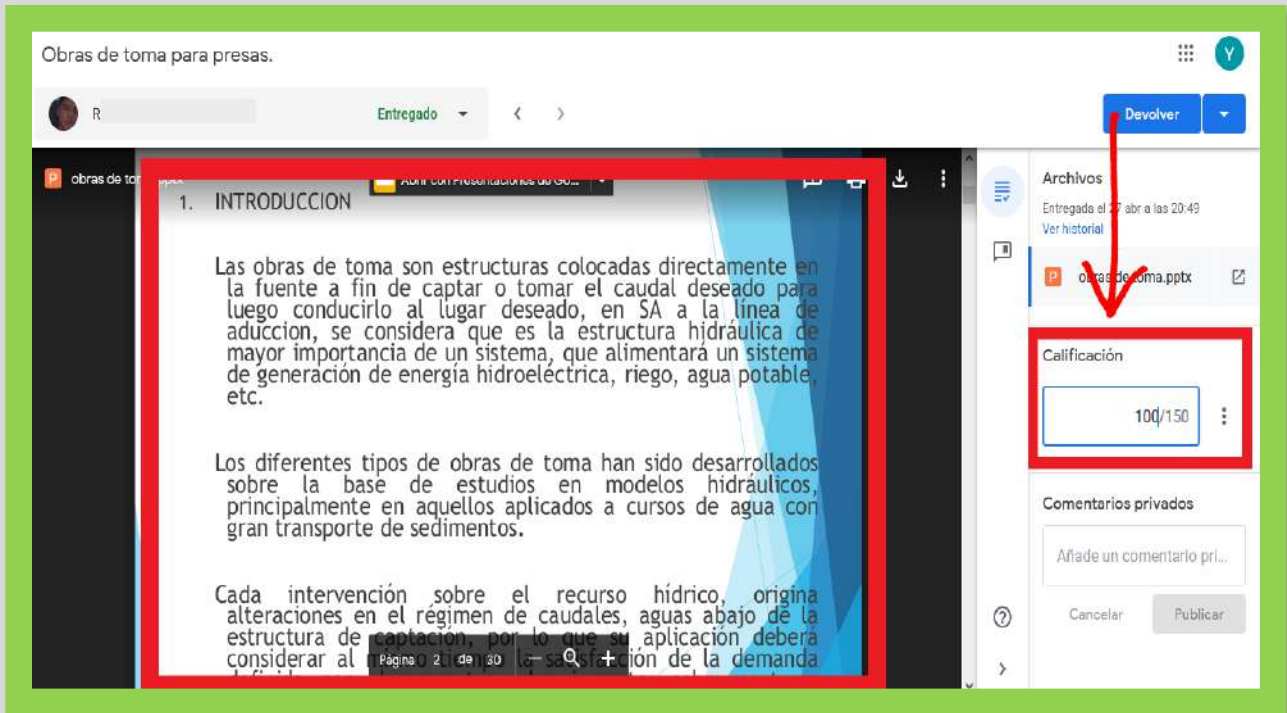 Obras de toma para presas.
Y
R
Entregado
Devolver
obras de tom
Abrir con Presentaciones de Go...
1. INTRODUCCION
Las obras de toma son estructuras colocadas directamente en
la fuente a fin de captar o tomar el caudal deseado para
luego conducirlo al lugar deseado, en SA a la línea de
aduccion, se considera que es la estructura hidráulica de
mayor importancia de un sistema, que alimentará un sistema
de generación de energía hidroeléctrica, riego, agua potable,
etc.
Los diferentes tipos de obras de toma han sido desarrollados
sobre la base de estudios en modelos hidráulicos,
principalmente en aquellos aplicados a cursos de agua con
gran transporte de sedimentos.
Cada intervención sobre el recurso hídrico, origina
alteraciones en el régimen de caudales, aguas abajo de la
estructura de captación, por lo que su aplicación deberá
considerar al la satisfacción de la demanda
Página 2 de 30
Archivos
Entregada el 27 abr a las 20:49
Ver historial
P obras de toma.pptx
Calificación
100/150
Comentarios privados
Añade un comentario pri...
Cancelar Publicar